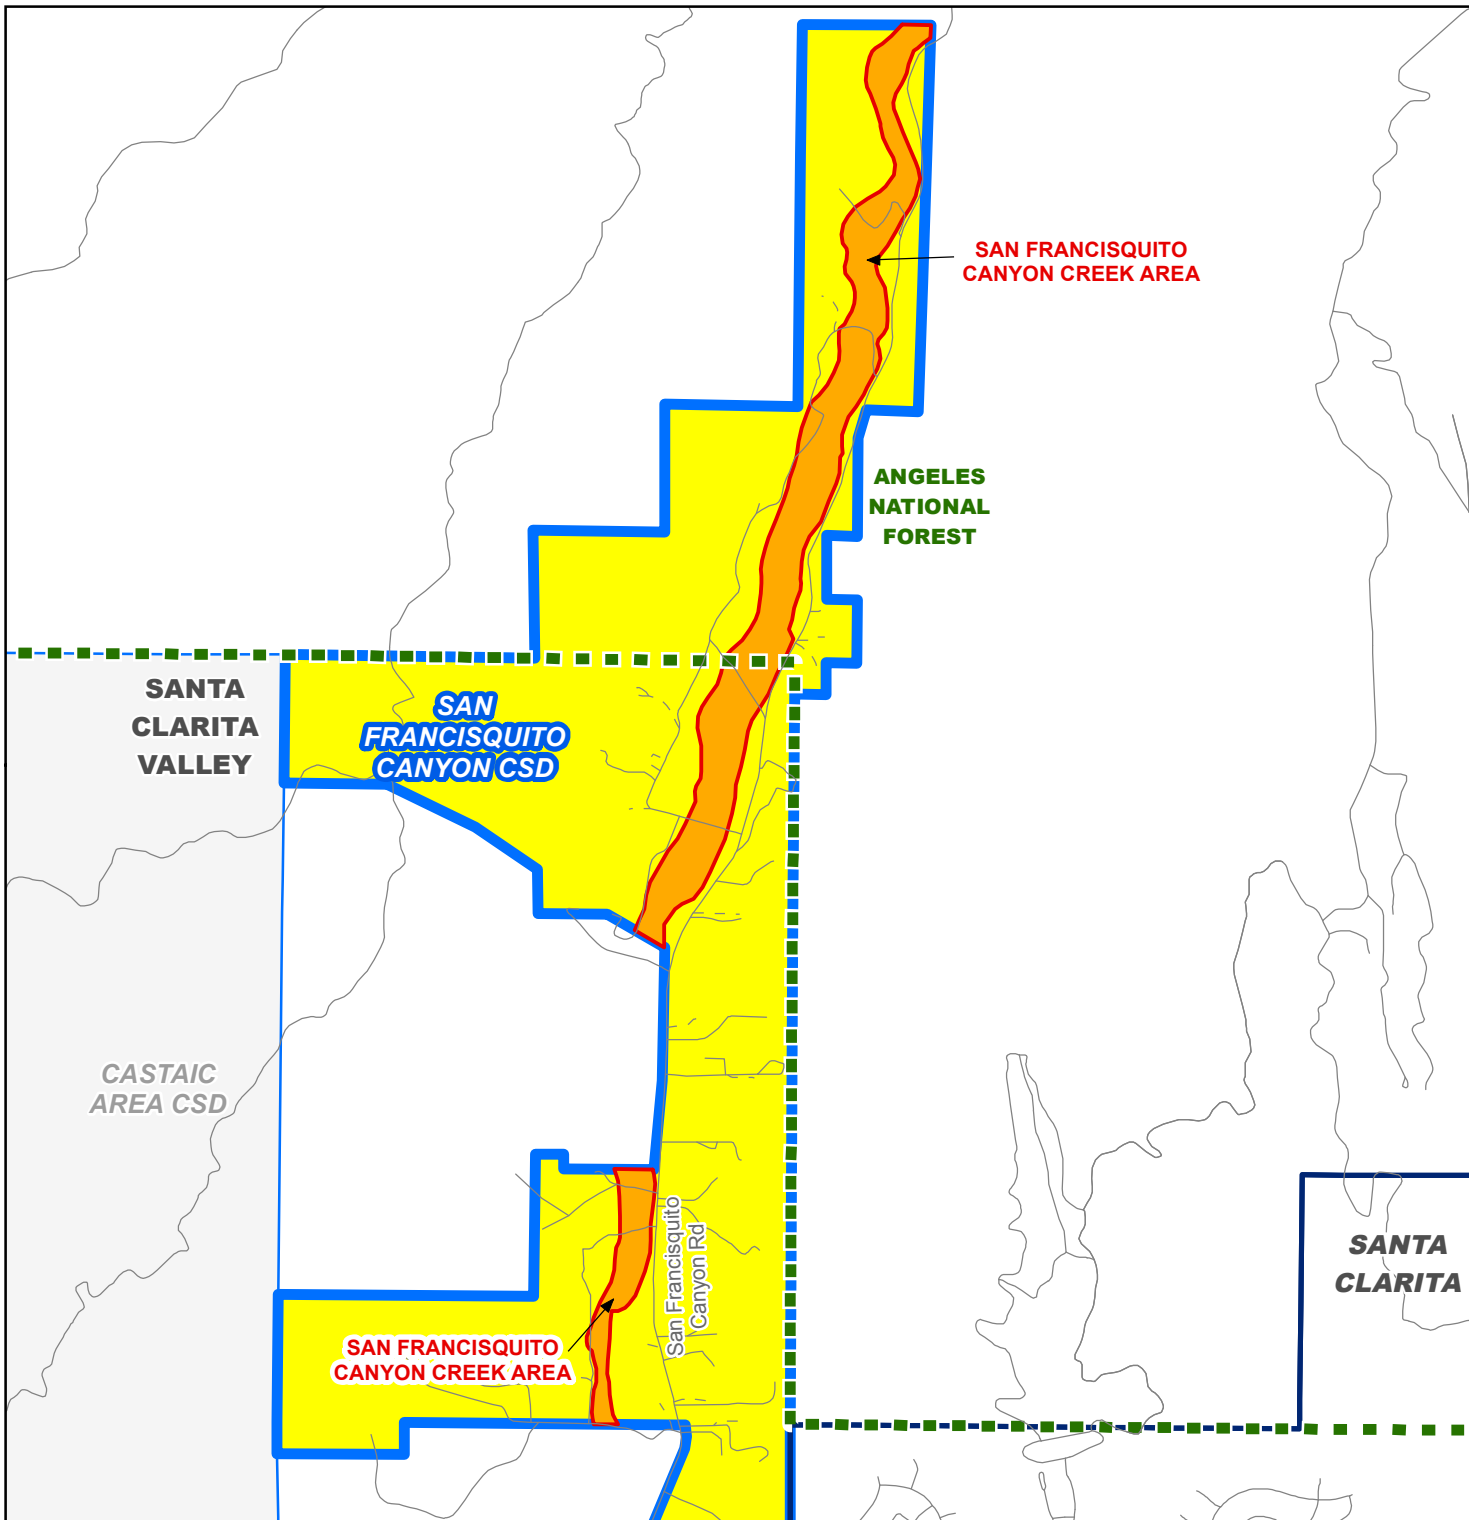 SAN FRANCISQUITO
CANYON CREEK AREA
ANGELES
NATIONAL
FOREST
SANTA
CLARITA
VALLEY
SAN
FRANCISQUITO
CANYON CSD
CASTAIC
AREA CSD
San Francisquito
Canyon Rd
SANTA
CLARITA
SAN FRANCISQUITO
CANYON CREEK AREA